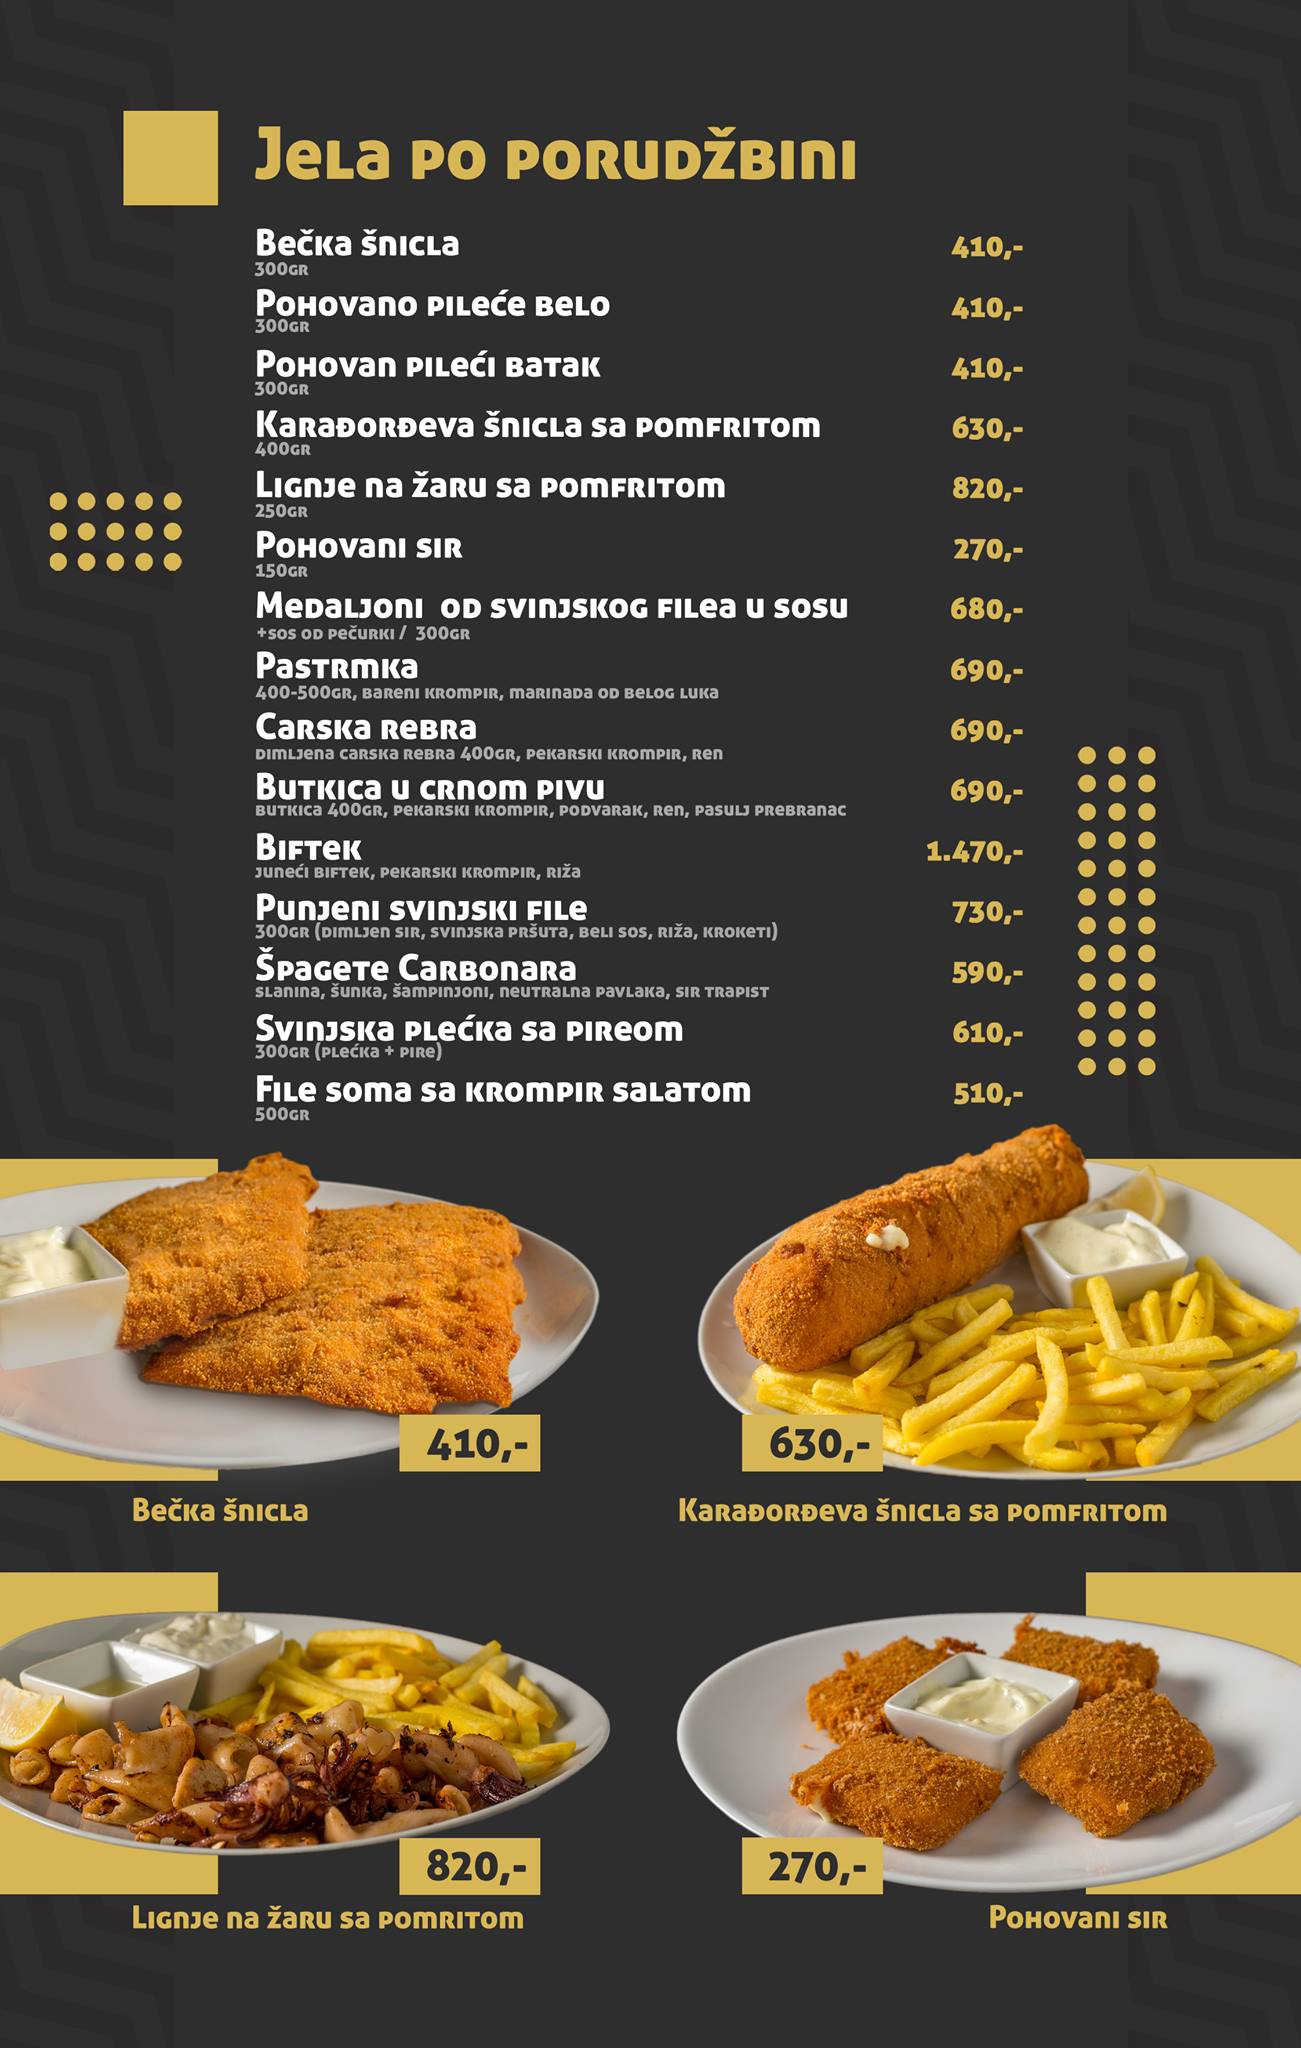 Jela po porudžbini
Bečka šnicla 410,-
300gr
Pohovano pileće belo 410,-
300gr
Pohovan pileći batak 410,-
300gr
Karađorđeva šnicla sa pomfritom 630,-
400gr
Lignje na žaru sa pomfritom 820,-
250gr
Pohovani sir 270,-
150gr
Medaljoni od svinjskog filea u sosu 680,-
+sos od pečurki / 300gr
Pastrmka 690,-
400-500gr, bareni krompir, marinada od belog luka
Carska rebra 690,-
dimljena carska rebra 400gr, pekarski krompir, ren
Butkica u crnom pivu 690,-
butkica 400gr, pekarski krompir, podvarak, ren, pasulj prebranac
Biftek 1.470,-
juneći biftek, pekarski krompir, riža
Punjeni svinjski file 730,-
300gr (dimljen sir, svinjska pršuta, beli sos, riža, kroketi)
Špagete Carbonara 590,-
slanina, šunka, šampinjoni, neutralna pavlaka, sir trapist
Svinjska plećka sa pireom 610,-
300gr (plećka + pire)
File soma sa krompir salatom 510,-
500gr
410,- 630,-
Bečka šnicla Karađorđeva šnicla sa pomfritom
820,- 270,-
Lignje na žaru sa pomritom Pohovani sir